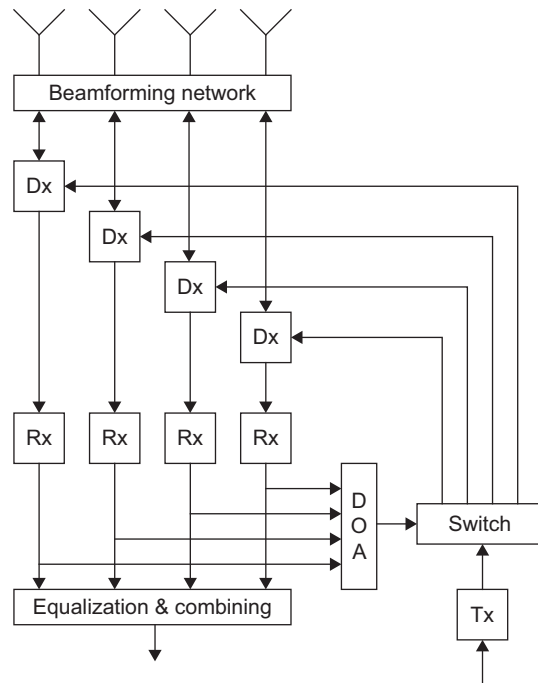 Beamforming network
Dx
Dx
Dx
Dx
Rx Rx Rx Rx
D
O
A
Switch
Equalization & combining
Tx